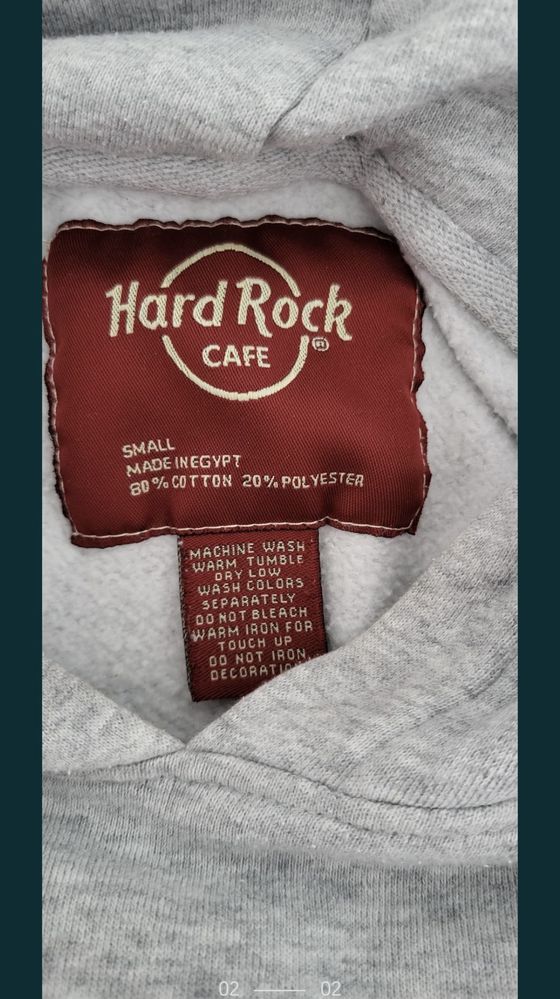 Hard Rock
CAFE
®
SMALL
MADE IN EGYPT
80% COTTON 20% POLYESTER
MACHINE WASH
WARM TUMBLE
DRY LOW
WASH COLORS
SEPARATELY
DO NOT BLEACH
WARM IRON FOR
TOUCH UP
DO NOT IRON
DECORATION
02 02